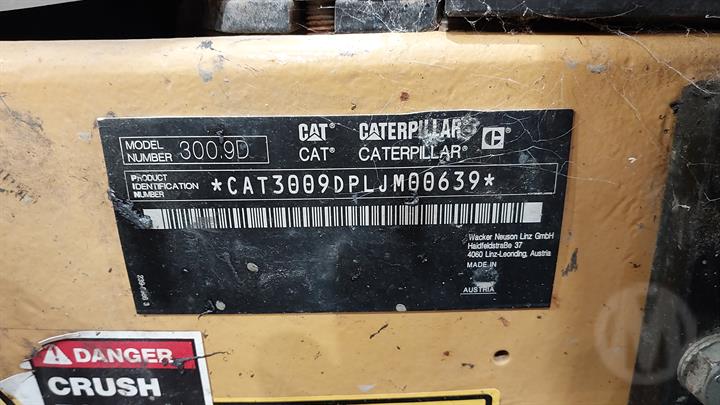 MODEL NUMBER 300.9D
CAT CATERPILLAR C
CAT CATERPILLAR
PRODUCT IDENTIFICATION NUMBER *CAT3009DPLJM00639*
Wacker Neuson Linz GmbH
Haidfeldstraße 37
4060 Linz-Leonding, Austria
MADE IN
AUSTRIA
DANGER
CRUSH
M